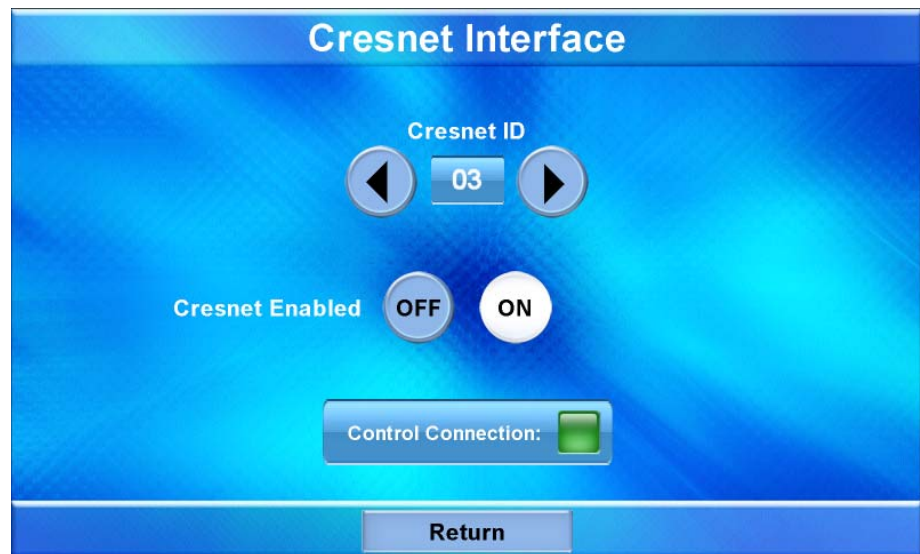 Cresnet Interface
Cresnet ID
03
Cresnet Enabled OFF ON
Control Connection:
Return